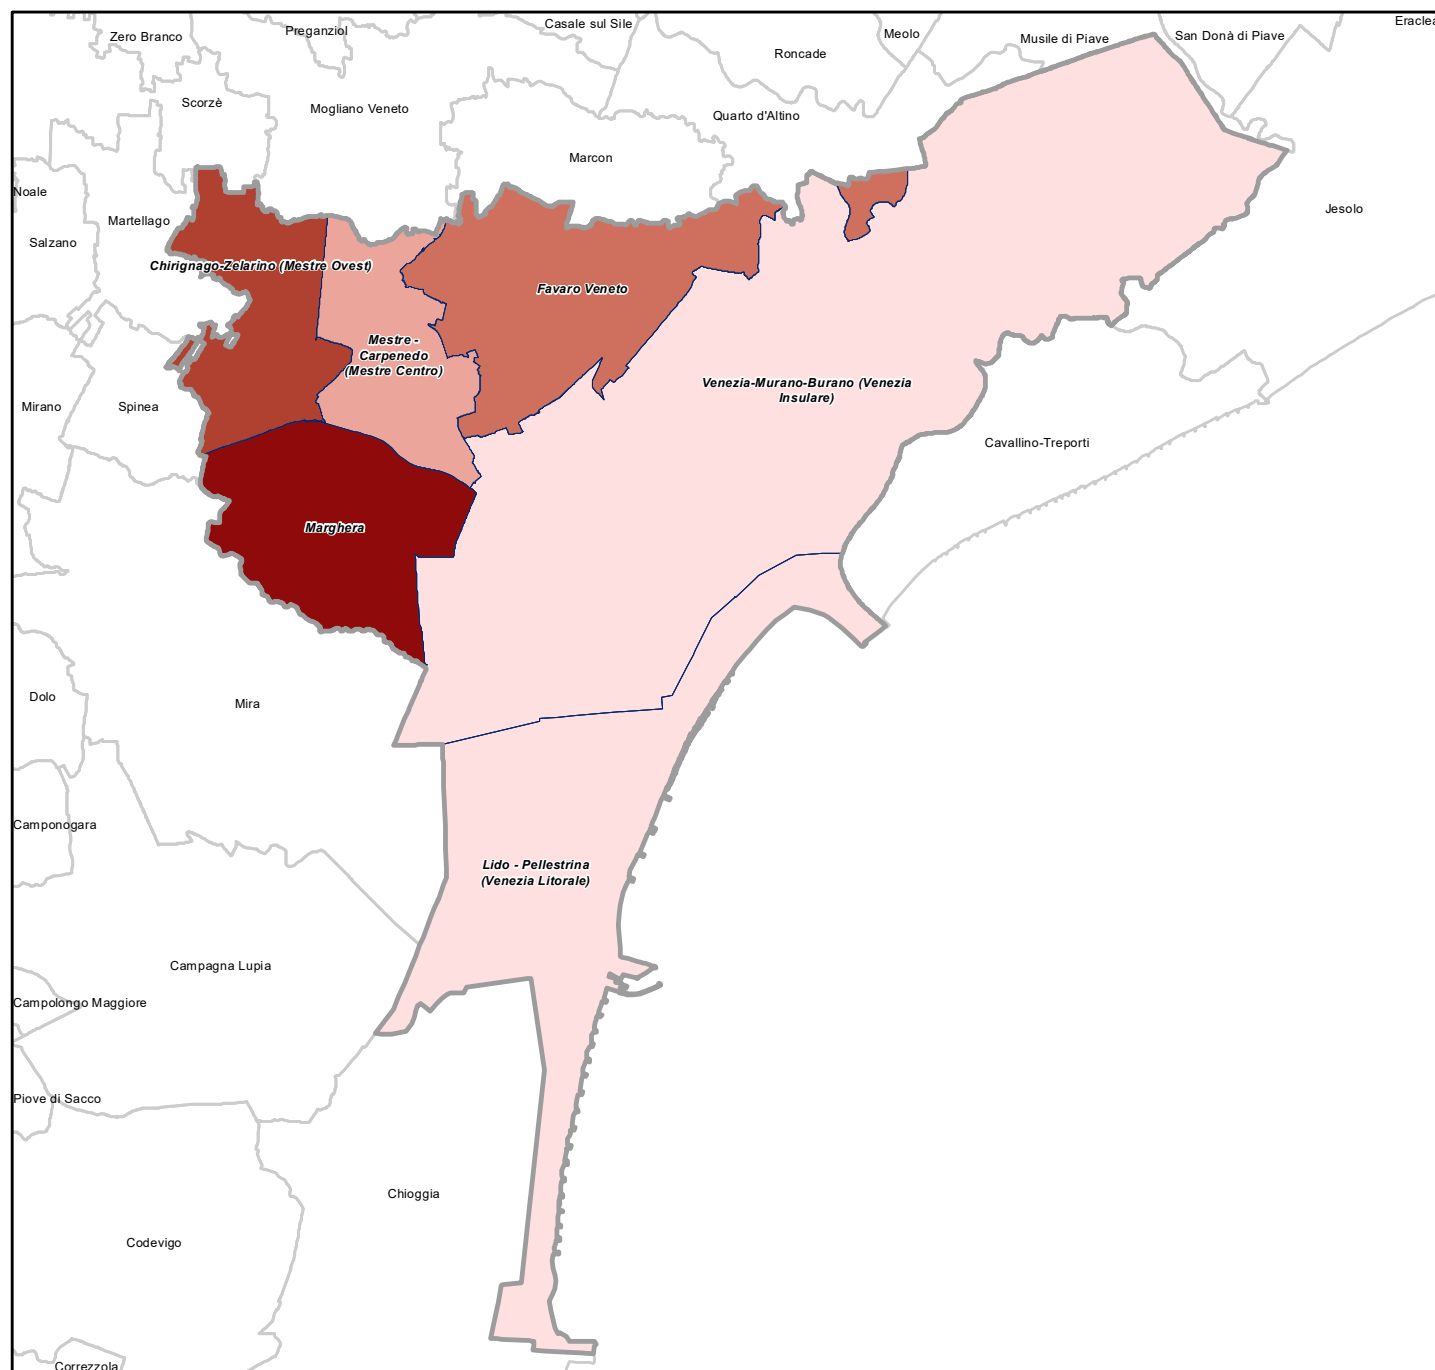 Eraclea
Casale sul Sile
Preganziol
Meolo
Zero Branco
San Donà di Piave
Musile di Piave
Roncade
Scorzè
Mogliano Veneto
Quarto d'Altino
Marcon
Noale
Jesolo
Martellago
Salzano
Chirignago-Zelarino (Mestre Ovest)
Favaro Veneto
Mestre -
Carpenedo
(Mestre Centro)
Venezia-Murano-Burano (Venezia
Insulare)
Mirano
Spinea
Cavallino-Treporti
Marghera
Dolo
Mira
Camponogara
Lido - Pellestrina
(Venezia Litorale)
Campagna Lupia
Campolongo Maggiore
Piove di Sacco
Chioggia
Codevigo
Correzzola